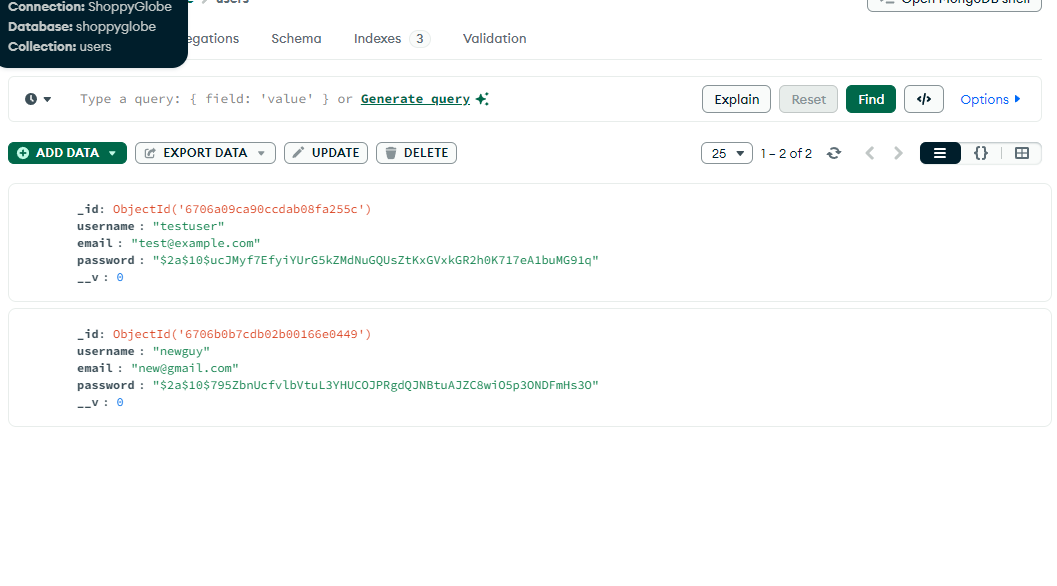 Connection: ShoppyGlobe
Database: shoppyglobe
Collection: users
users
Open MongoDB shell
egations
Schema
Indexes 3
Validation
Type a query: { field: 'value' } or Generate query
Explain
Reset
Find
</>
Options
ADD DATA
EXPORT DATA
UPDATE
DELETE
25
1 – 2 of 2
{}
_id: ObjectId('6706a09ca90ccdab08fa255c')
username : "testuser"
email : "test@example.com"
password : "$2a$10$ucJMyf7EfyiYUrG5kZMdNuGQUsZtKxGVxkGR2h0K717eA1buMG91q"
__v : 0
_id: ObjectId('6706b0b7cdb02b00166e0449')
username : "newguy"
email : "new@gmail.com"
password : "$2a$10$795ZbnUcfvlbVtuL3YHUCOJPRgdQJNBtuAJZC8wiO5p3ONDFmHs3O"
__v : 0